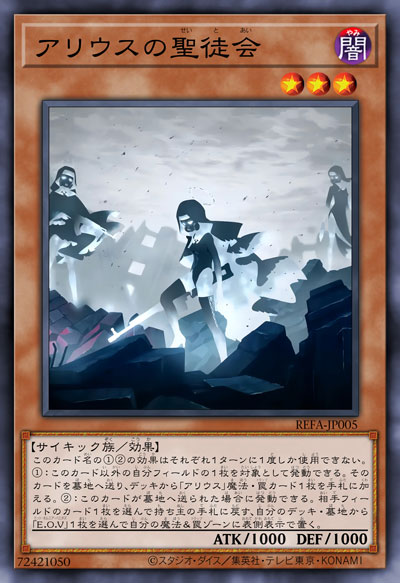 せい と あい
アリウスの聖徒会
やみ
闇
REFA-JP005
【サイキック族／効果】
このカード名の①②の効果はそれぞれ1ターンに1度しか使用できない。
①：このカード以外の自分フィールドの1枚を対象として発動できる。そのカードを墓地へ送り、デッキから「アリウス」魔法・罠カード1枚を手札に加える。②：このカードが墓地へ送られた場合に発動できる。相手フィールドのカード1枚を選んで持ち主の手札に戻す、自分のデッキ・墓地から「E.O.V」1枚を選んで自分の魔法&罠ゾーンに表側表示で置く。
ATK/1000 DEF/1000
72421050
©スタジオ・ダイス／集英社・テレビ東京・KONAMI